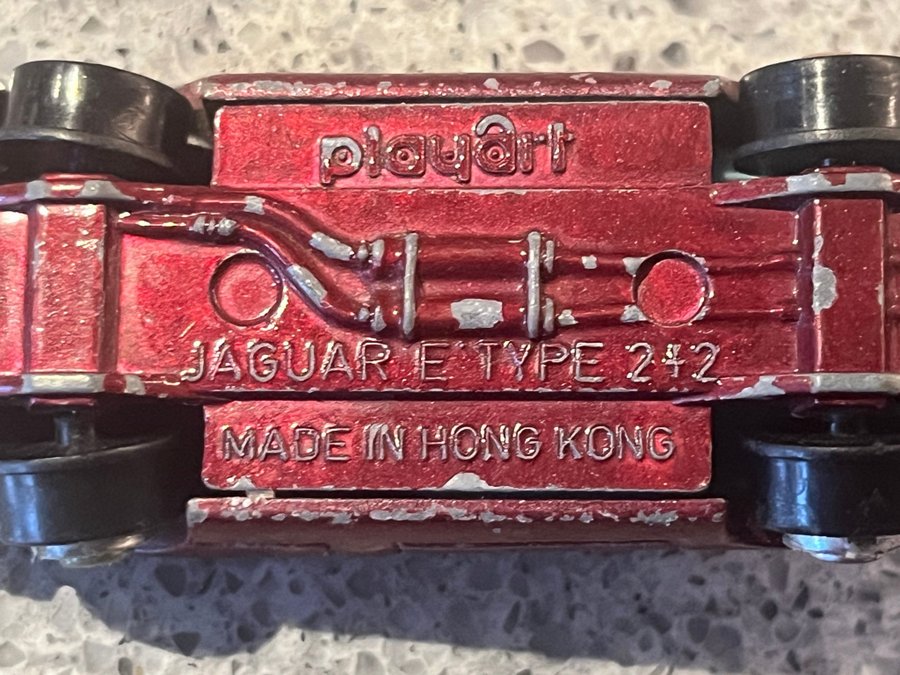 playart
JAGUAR 'E' TYPE 2+2
MADE IN HONG KONG